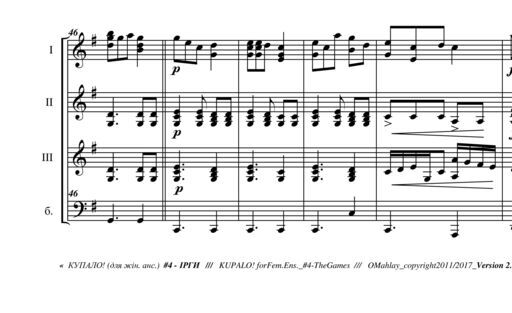 46
I
p
II
p
III
p
46
б.
« КУПАЛО! (для жін. анс.) #4 - ІРГИ /// KUPALO! forFem.Ens._#4-TheGames /// OMahlay_copyright2011/2017_Version 2.